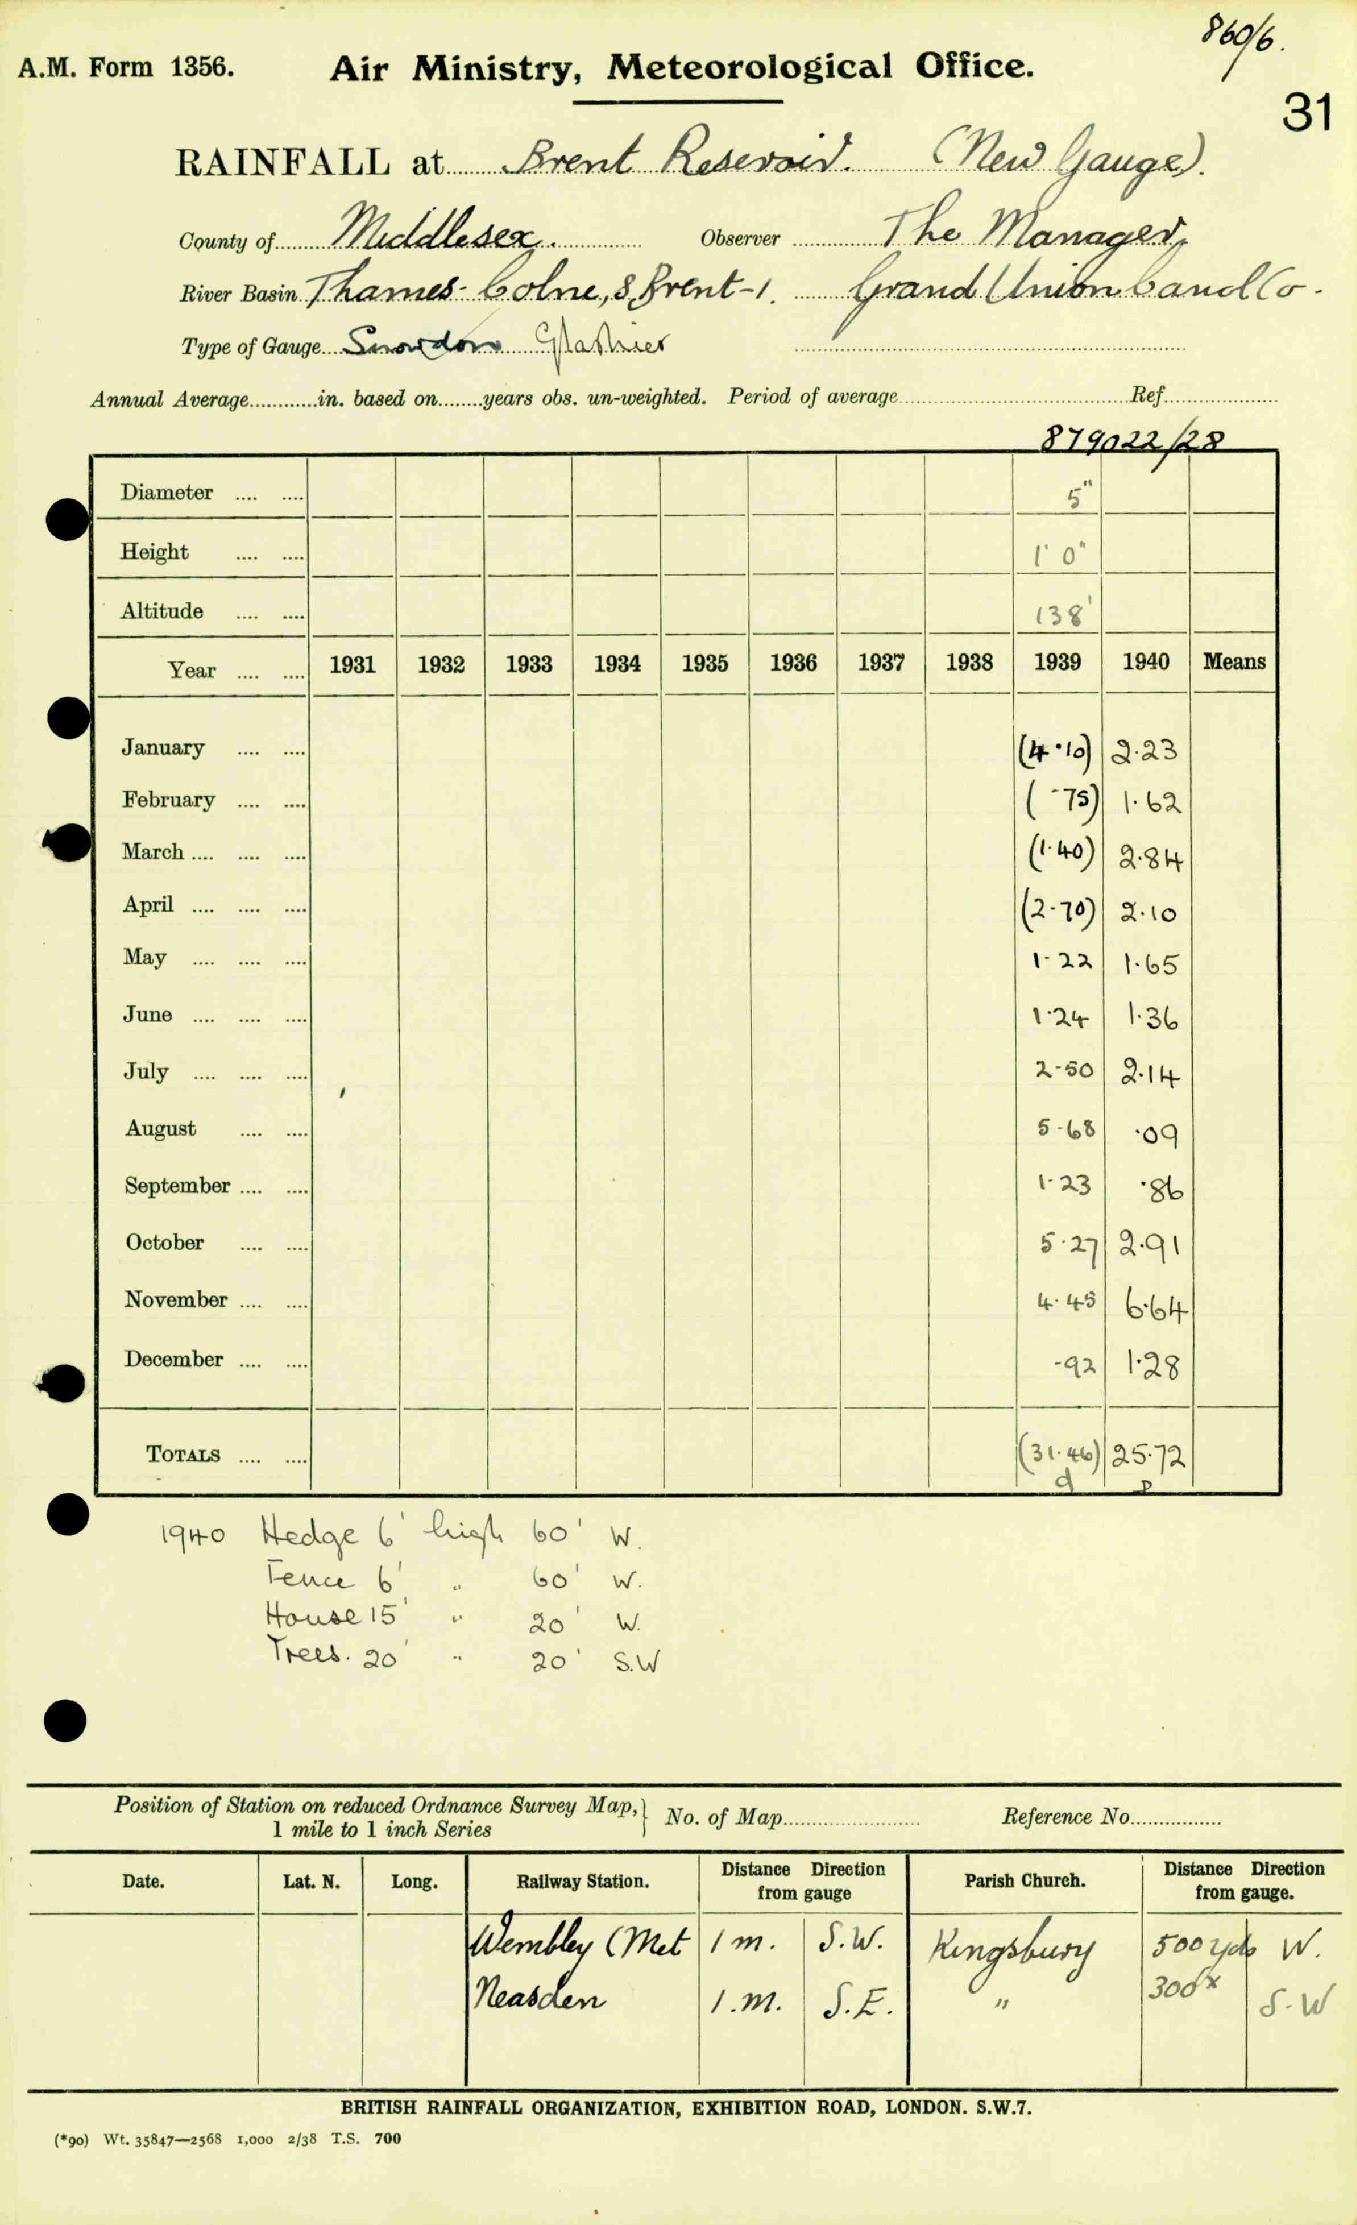 860/6.
A.M. Form 1356. Air Ministry, Meteorological Office.
31
RAINFALL at Brent Reservoir. (New Gauge).
County of Middlesex. Observer The Manager,
River Basin Thames-Colne, & Brent-1. Grand Union Canal Co.
Type of Gauge Snowdon Glashier
Annual Average............in. based on........years obs. un-weighted. Period of average.......... Ref..........
879022/28
Diameter .... .... 5"
Height .... .... 1' 0"
Altitude .... .... 138'
Year .... .... 1931 1932 1933 1934 1935 1936 1937 1938 1939 1940 Means
January .... .... (4.10) 2.23
February .... .... (.75) 1.62
March .... .... .... (1.40) 2.84
April .... .... .... (2.70) 2.10
May .... .... .... 1.22 1.65
June .... .... .... 1.24 1.36
July .... .... .... 2.50 2.14
August .... .... 5.68 .09
September .... .... 1.23 .86
October .... .... 5.27 2.91
November .... .... 4.45 6.64
December .... .... .92 1.28
TOTALS .... .... (31.46) 25.72
d P
1940 Hedge 6' high 60' W.
Fence 6' " 60' W.
House 15' " 20' W.
Trees. 20' " 20' S.W
Position of Station on reduced Ordnance Survey Map,} No. of Map.......... Reference No..........
1 mile to 1 inch Series
Date. Lat. N. Long. Railway Station. Distance Direction from gauge Parish Church. Distance Direction from gauge.
Wembley (Met 1 m. S.W. Kingsbury 500 yds W.
Neasden 1.m. S.E. " 300x S.W
BRITISH RAINFALL ORGANIZATION, EXHIBITION ROAD, LONDON. S.W.7.
(*90) Wt. 35847—2568 1,000 2/38 T.S. 700